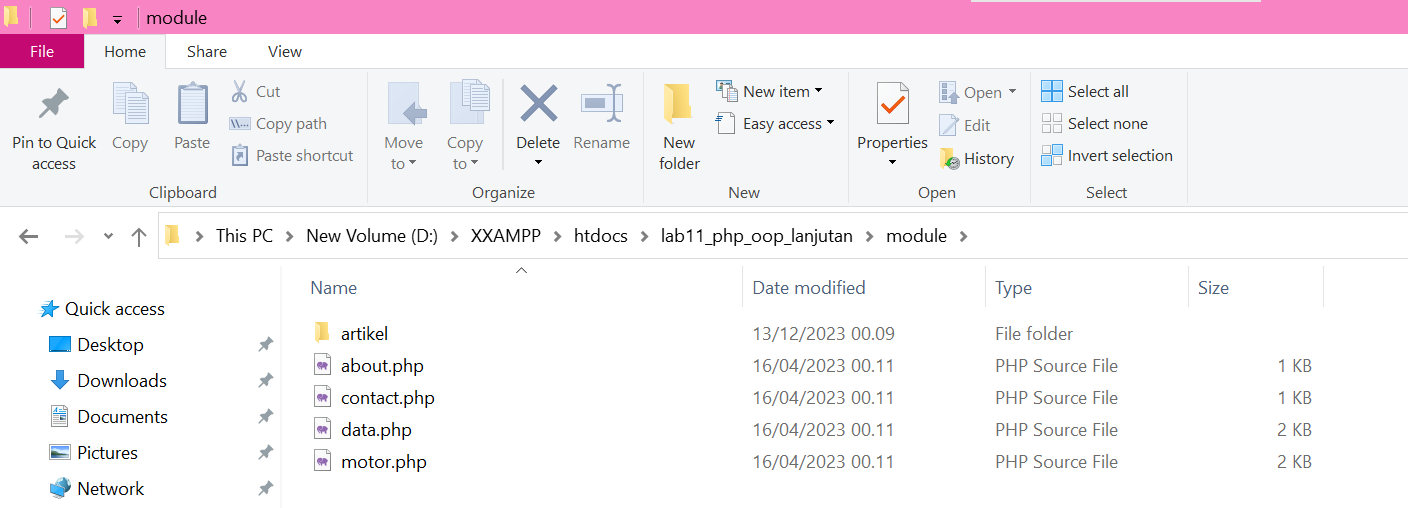 module
File Home Share View
Pin to Quick access
Copy
Paste
Cut
Copy path
Paste shortcut
Clipboard
Move to
Copy to
Delete
Rename
Organize
New folder
New item
Easy access
New
Properties
Open
Edit
History
Open
Select all
Select none
Invert selection
Select
This PC > New Volume (D:) > XXAMPP > htdocs > lab11_php_oop_lanjutan > module >
Quick access
Desktop
Downloads
Documents
Pictures
Network
Name Date modified Type Size
artikel 13/12/2023 00.09 File folder
about.php 16/04/2023 00.11 PHP Source File 1 KB
contact.php 16/04/2023 00.11 PHP Source File 1 KB
data.php 16/04/2023 00.11 PHP Source File 2 KB
motor.php 16/04/2023 00.11 PHP Source File 2 KB